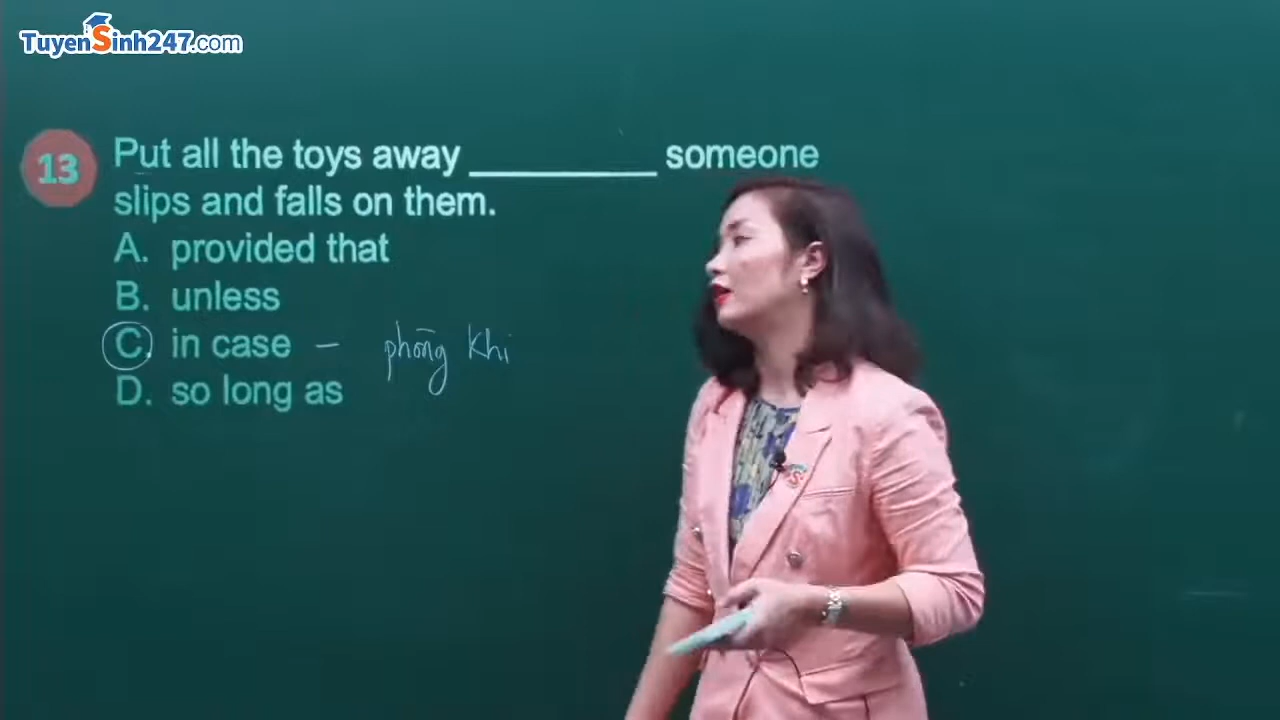 TuyenSinh247.com
13
Put all the toys away __________ someone
slips and falls on them.
A. provided that
B. unless
C. in case – phòng khi
D. so long as